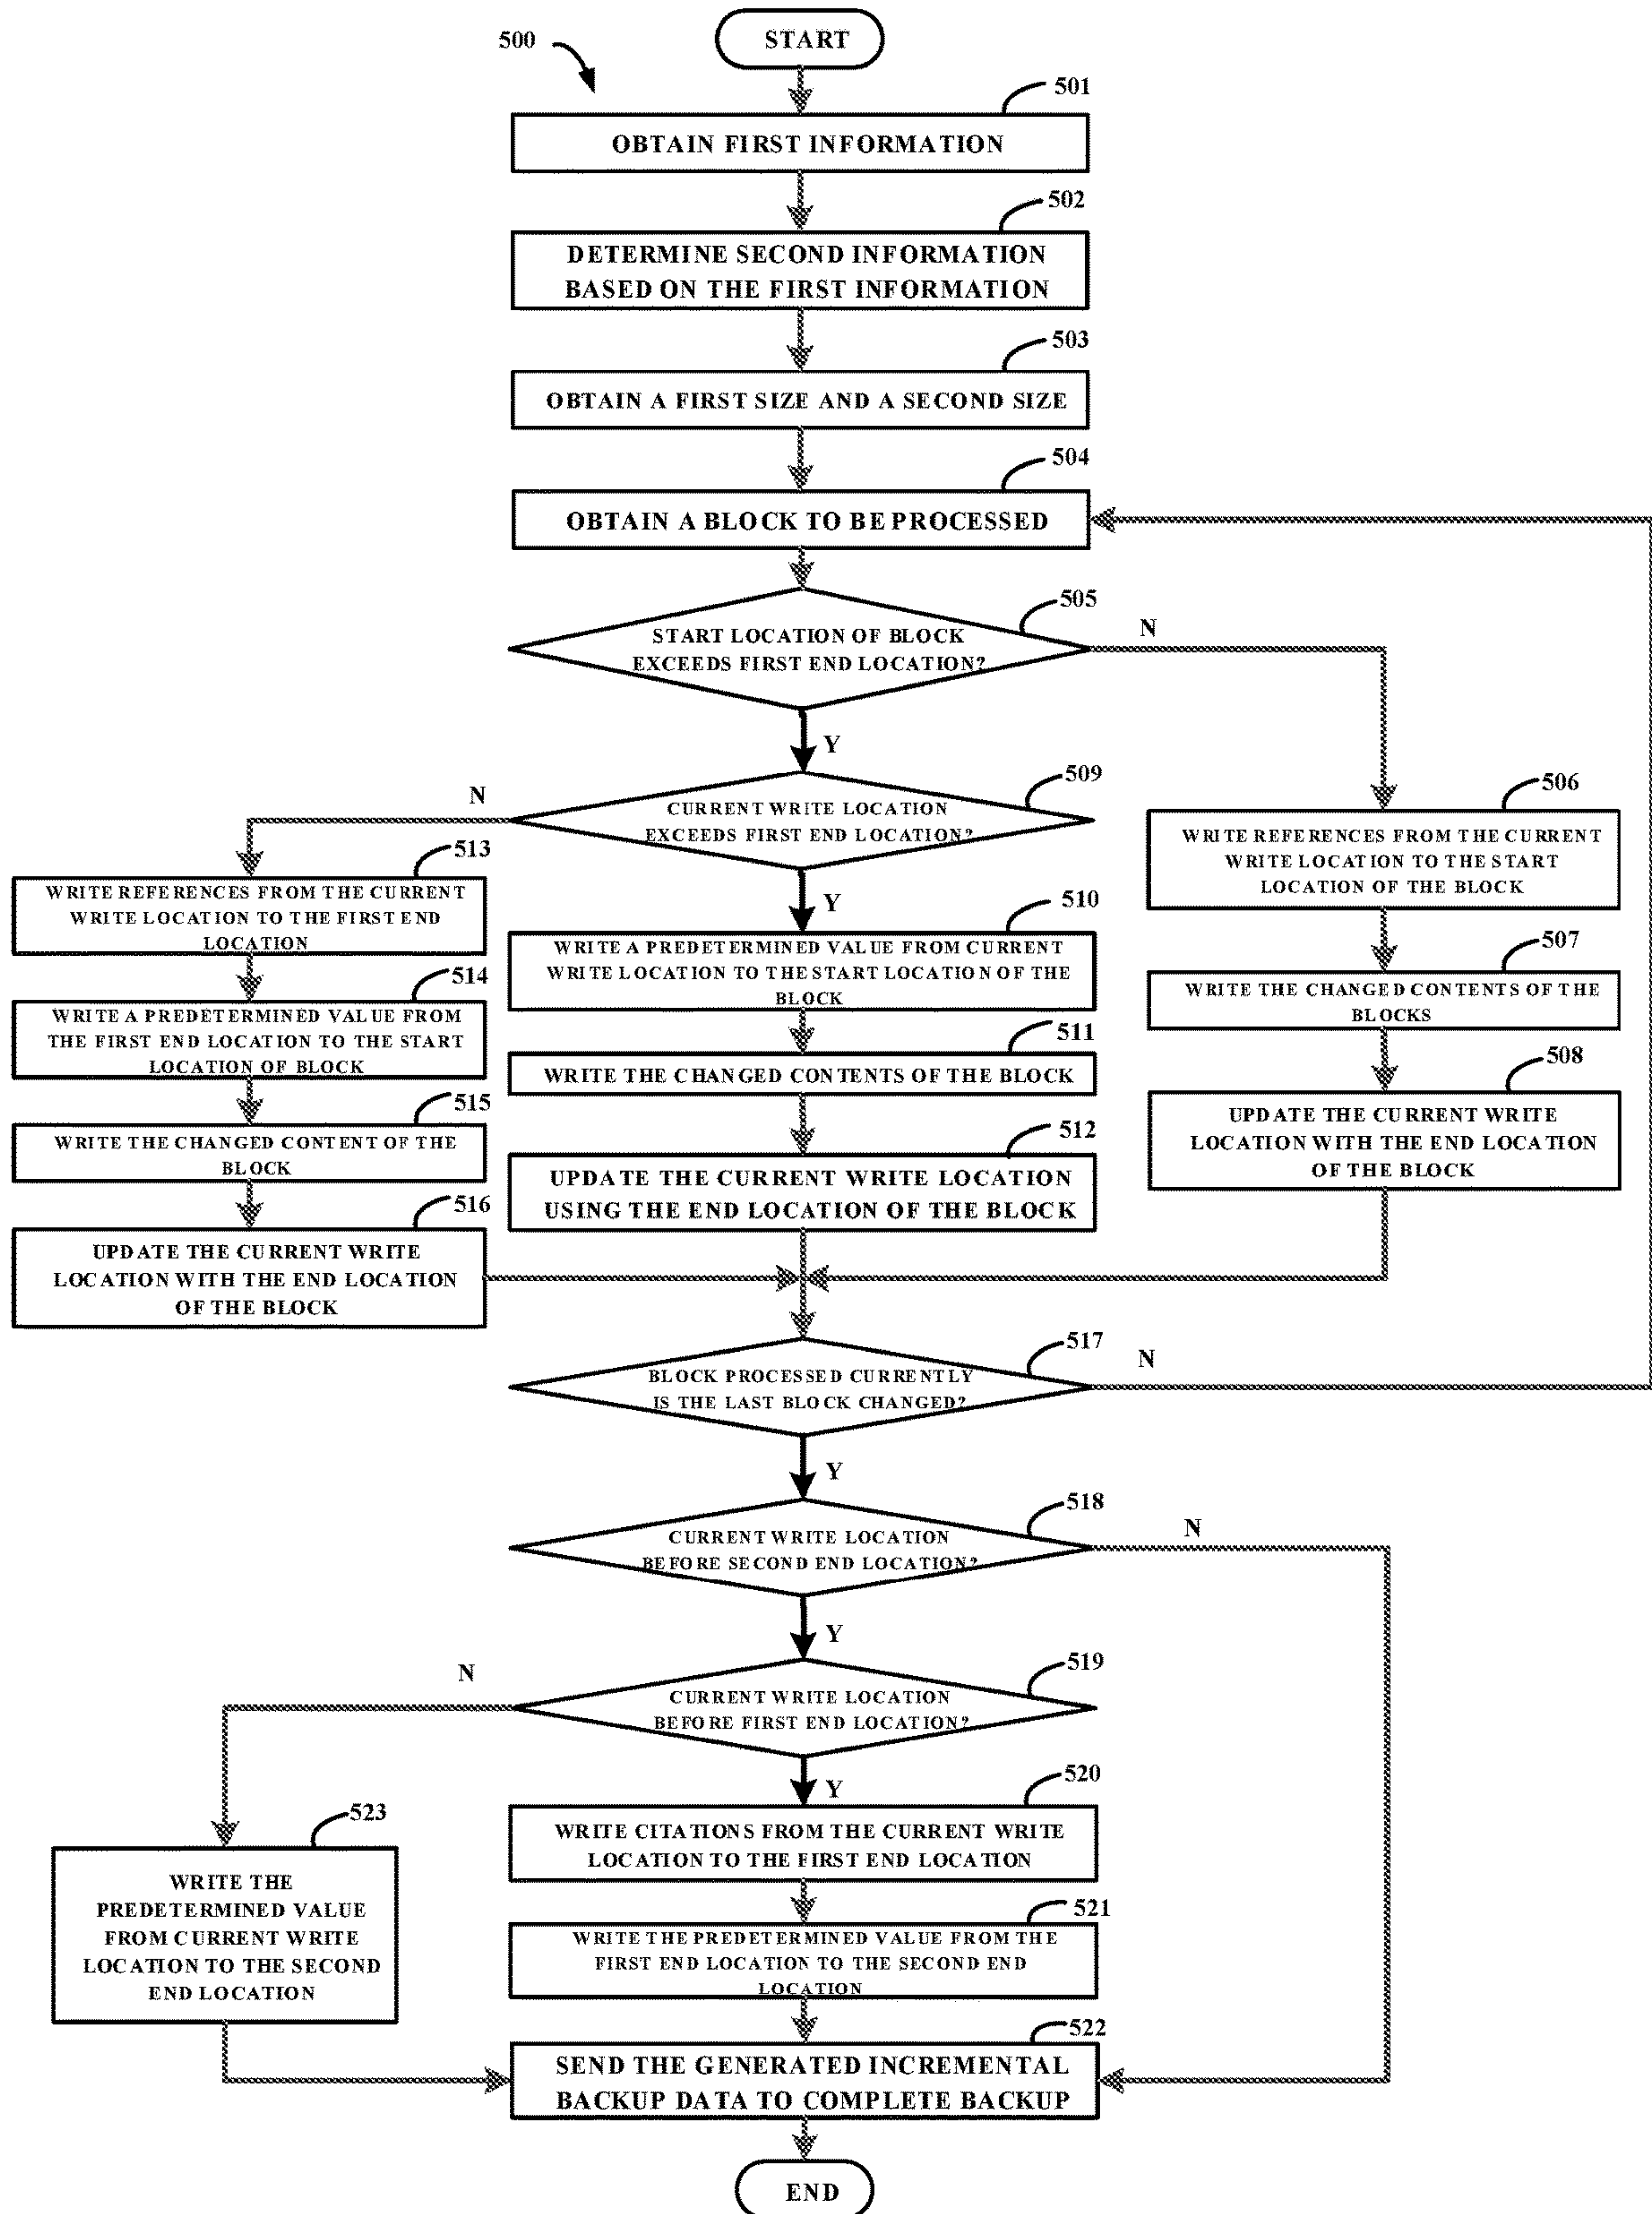 START
500
501
OBTAIN FIRST INFORMATION
502
DETERMINE SECOND INFORMATION
BASED ON THE FIRST INFORMATION
503
OBTAIN A FIRST SIZE AND A SECOND SIZE
504
OBTAIN A BLOCK TO BE PROCESSED
505
START LOCATION OF BLOCK
EXCEEDS FIRST END LOCATION?
N
Y
509
CURRENT WRITE LOCATION
EXCEEDS FIRST END LOCATION?
N
Y
506
WRITE REFERENCES FROM THE CURRENT
WRITE LOCATION TO THE START
LOCATION OF THE BLOCK
507
WRITE THE CHANGED CONTENTS OF THE
BLOCKS
508
UPDATE THE CURRENT WRITE
LOCATION WITH THE END LOCATION
OF THE BLOCK
513
WRITE REFERENCES FROM THE CURRENT
WRITE LOCATION TO THE FIRST END
LOCATION
514
WRITE A PREDETERMINED VALUE FROM
THE FIRST END LOCATION TO THE START
LOCATION OF BLOCK
515
WRITE THE CHANGED CONTENT OF THE
BLOCK
516
UPDATE THE CURRENT WRITE
LOCATION WITH THE END LOCATION
OF THE BLOCK
510
WRITE A PREDETERMINED VALUE FROM CURRENT
WRITE LOCATION TO THE START LOCATION OF THE
BLOCK
511
WRITE THE CHANGED CONTENTS OF THE BLOCK
512
UPDATE THE CURRENT WRITE LOCATION
USING THE END LOCATION OF THE BLOCK
517
BLOCK PROCESSED CURRENTLY
IS THE LAST BLOCK CHANGED?
N
Y
518
CURRENT WRITE LOCATION
BEFORE SECOND END LOCATION?
N
Y
519
CURRENT WRITE LOCATION
BEFORE FIRST END LOCATION?
N
Y
520
WRITE CITATIONS FROM THE CURRENT WRITE
LOCATION TO THE FIRST END LOCATION
523
WRITE THE
PREDETERMINED VALUE
FROM CURRENT WRITE
LOCATION TO THE SECOND
END LOCATION
521
WRITE THE PREDETERMINED VALUE FROM THE
FIRST END LOCATION TO THE SECOND END
LOCATION
522
SEND THE GENERATED INCREMENTAL
BACKUP DATA TO COMPLETE BACKUP
END